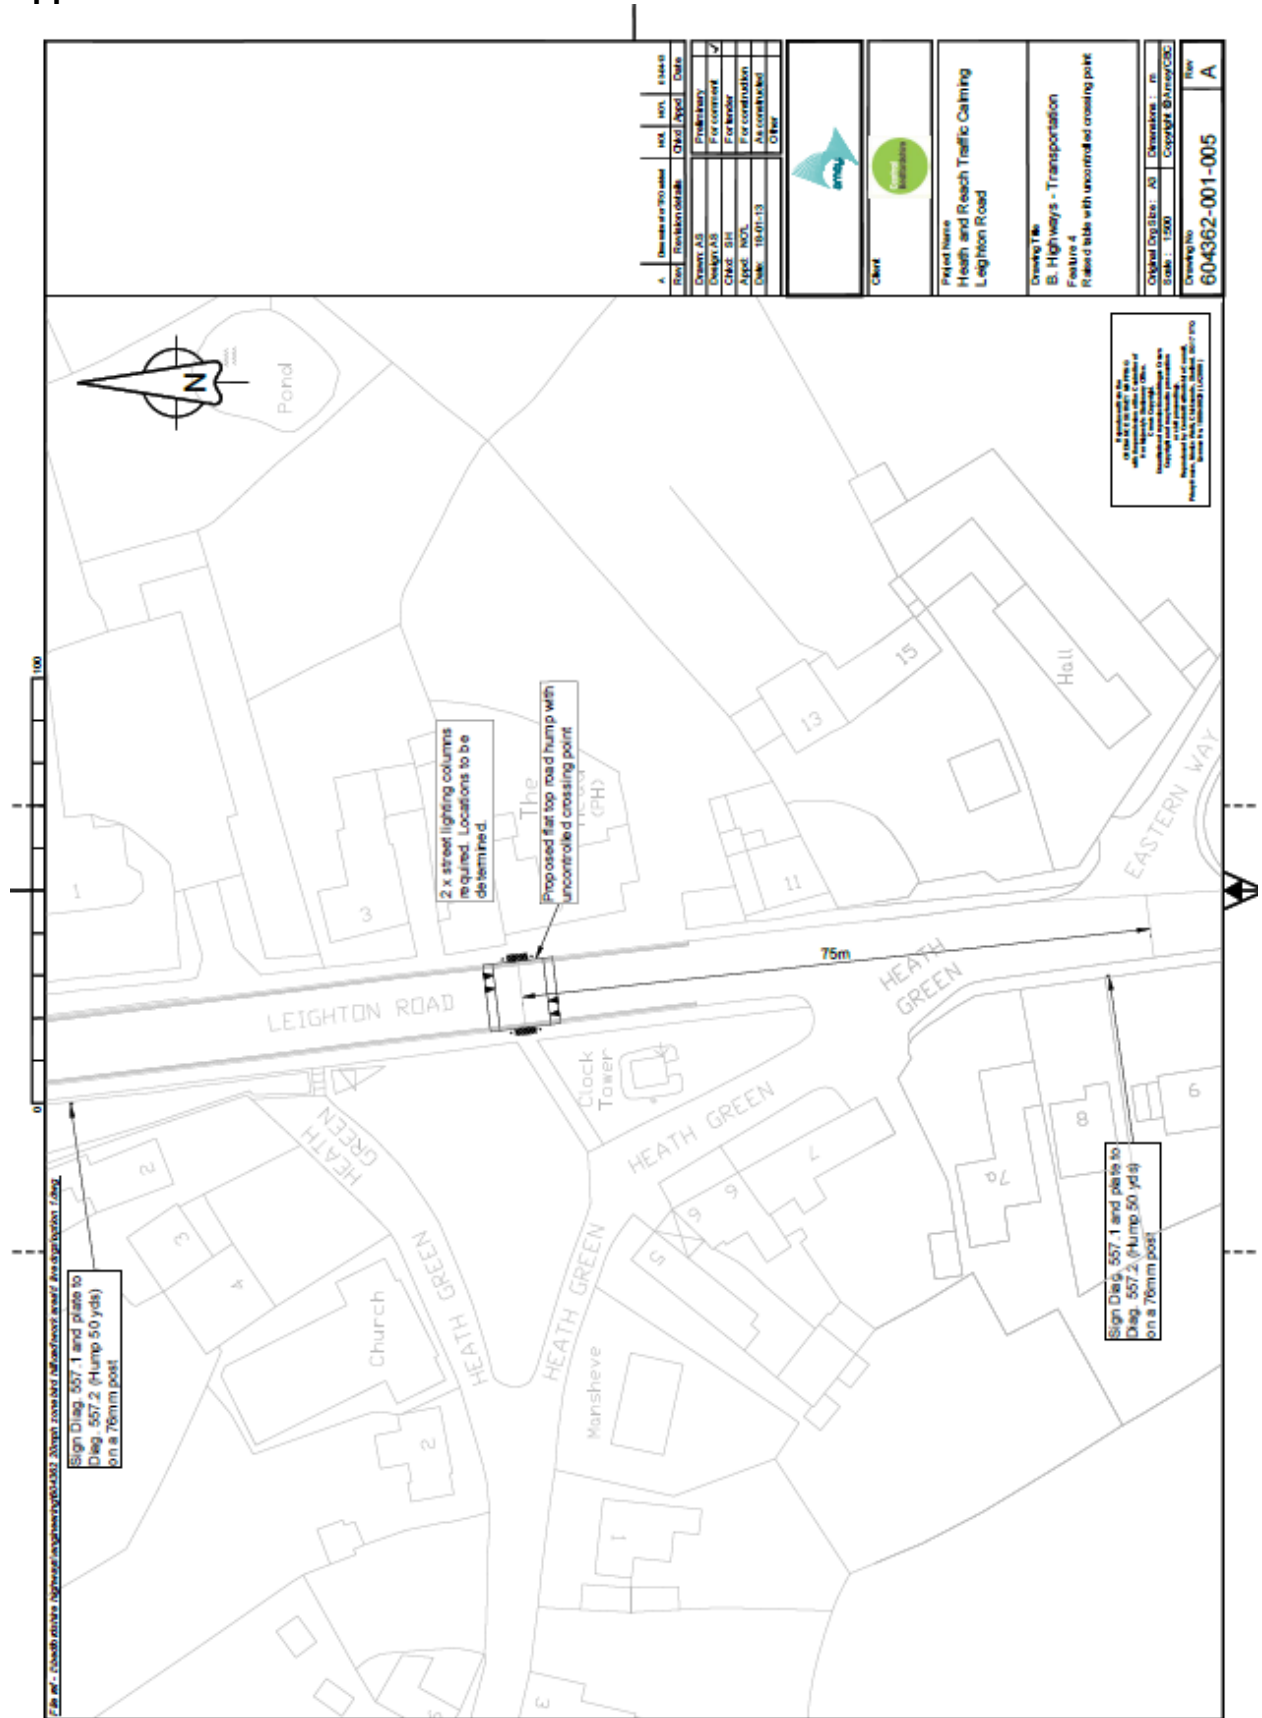 Sign Diag. 557.1 and plate to
Diag. 557.2 (Hump 50 yds)
on a 76mm post
0
100
1
2
3
4
3
Pond
N
LEIGHTON ROAD
HEATH
GREEN
HEATH GREEN
Church
2
2 x street lighting columns
required. Locations to be
determined.
The
(PH)
Proposed flat top road hump with
uncontrolled crossing point
Clock
Tower
HEATH GREEN
HEATH GREEN
Mansheve
1
3
5
6
6
7
7a
8
9
11
13
15
Hall
75m
HEATH
GREEN
EASTERN WAY
Sign Diag. 557.1 and plate to
Diag. 557.2 (Hump 50 yds)
on a 76mm post
A
Rev Revision details Chkd Appd Date
Drawn: AS
Design: AS
Chkd: SH
Appd:
Date: 18-01-13
Preliminary
For comment
For tender
For construction
As constructed
Other
amey
Client
Central
Bedfordshire
Project Name
Heath and Reach Traffic Calming
Leighton Road
Drawing Title
B. Highways - Transportation
Feature 4
Raised table with uncontrolled crossing point
Original Drg Size: A3 Dimensions: m
Scale: 1:500 Copyright © Amey/CBC
Drawing No Rev
604362-001-005 A